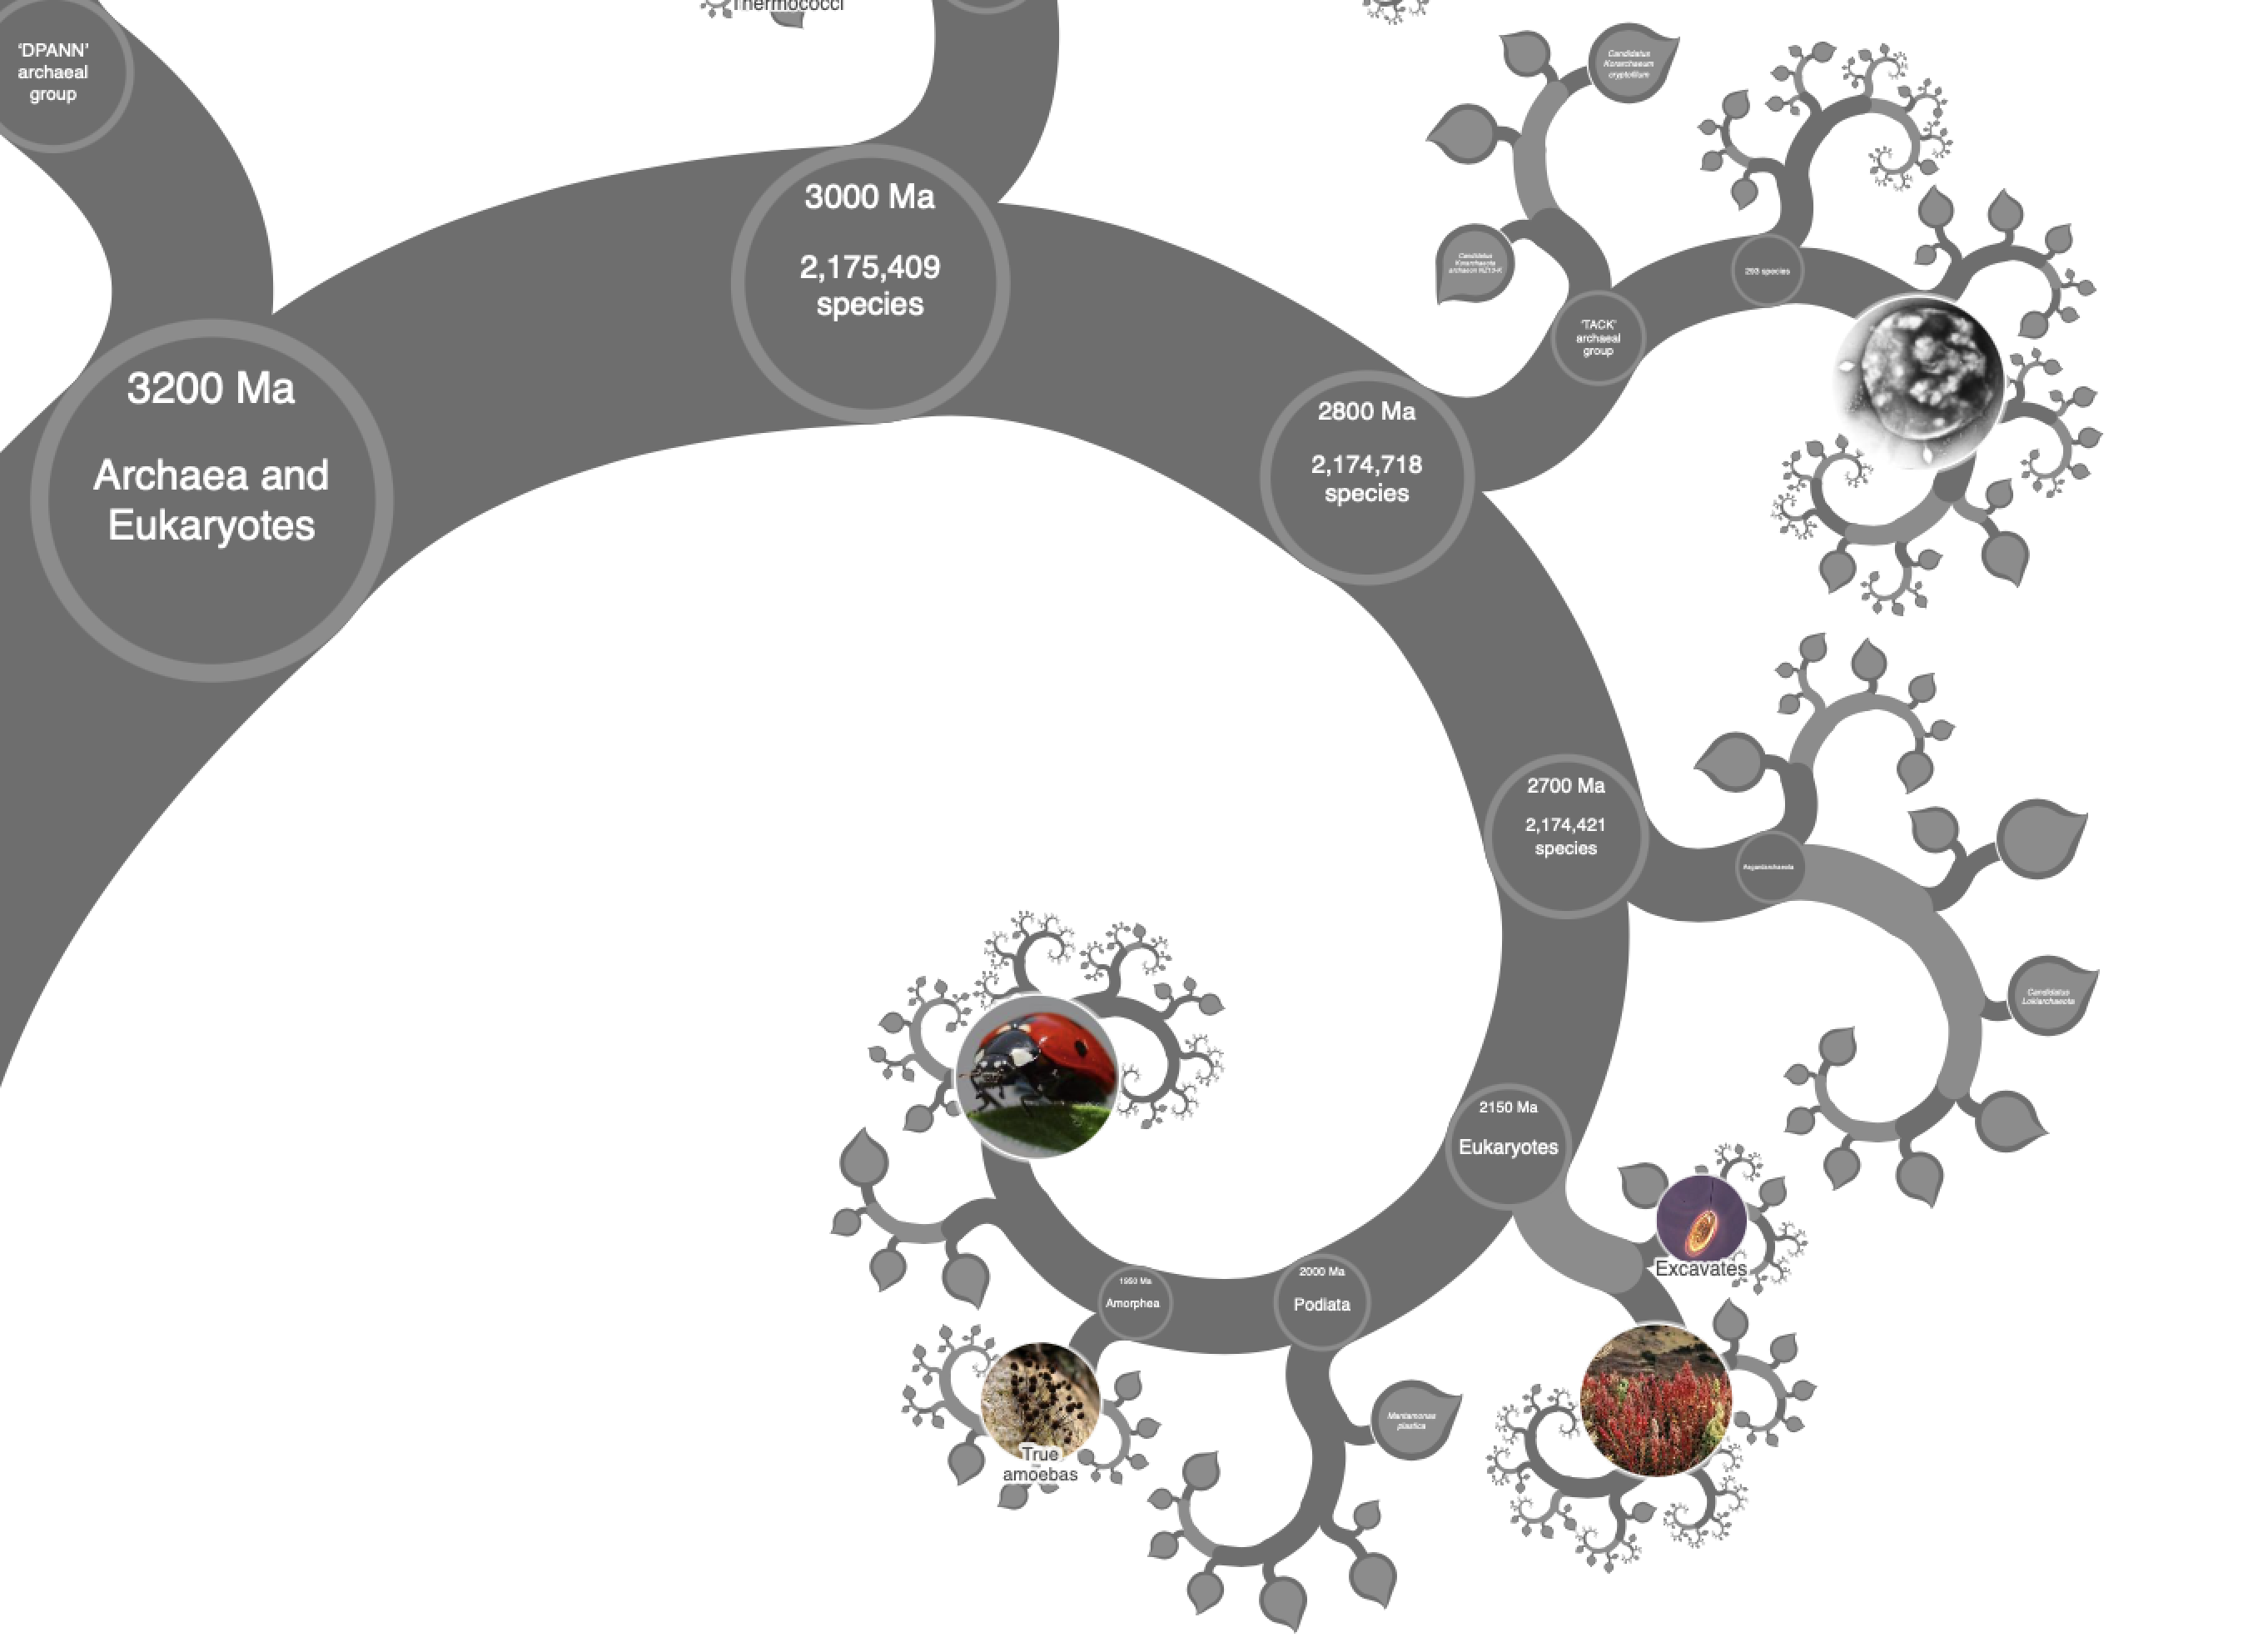 Thermococci
‘DPANN’
archaeal
group
3200 Ma
Archaea and
Eukaryotes
3000 Ma
2,175,409
species
2800 Ma
2,174,718
species
Candidatus
Korarchaeum
cryptofilum
Candidatus
Korarchaeota
archaeon NZ13-K
‘TACK’
archaeal
group
293 species
2700 Ma
2,174,421
species
Asgardarchaeota
Candidatus
Lokiarchaeota
2150 Ma
Eukaryotes
Excavates
2000 Ma
Podiata
1950 Ma
Amorphea
True
amoebas
Mantamonas
plastica